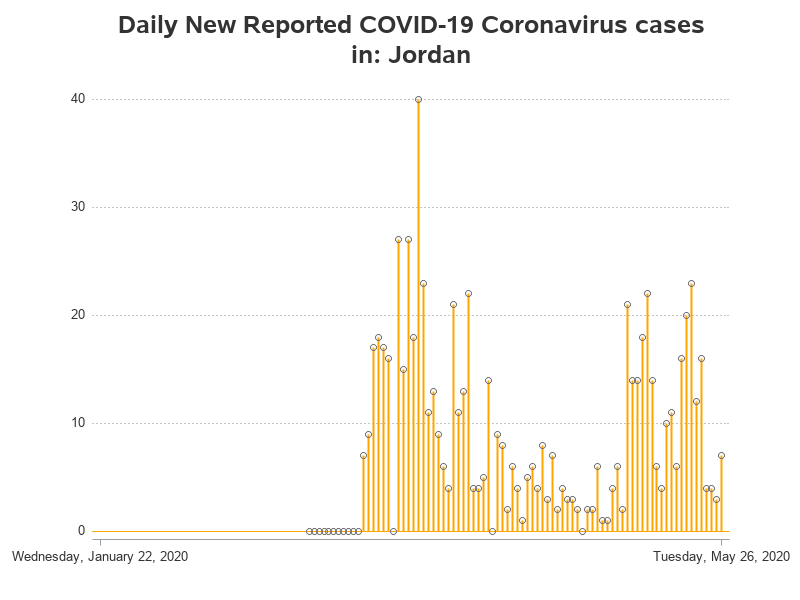 Daily New Reported COVID-19 Coronavirus cases
in: Jordan
40
30
20
10
0
Wednesday, January 22, 2020
Tuesday, May 26, 2020